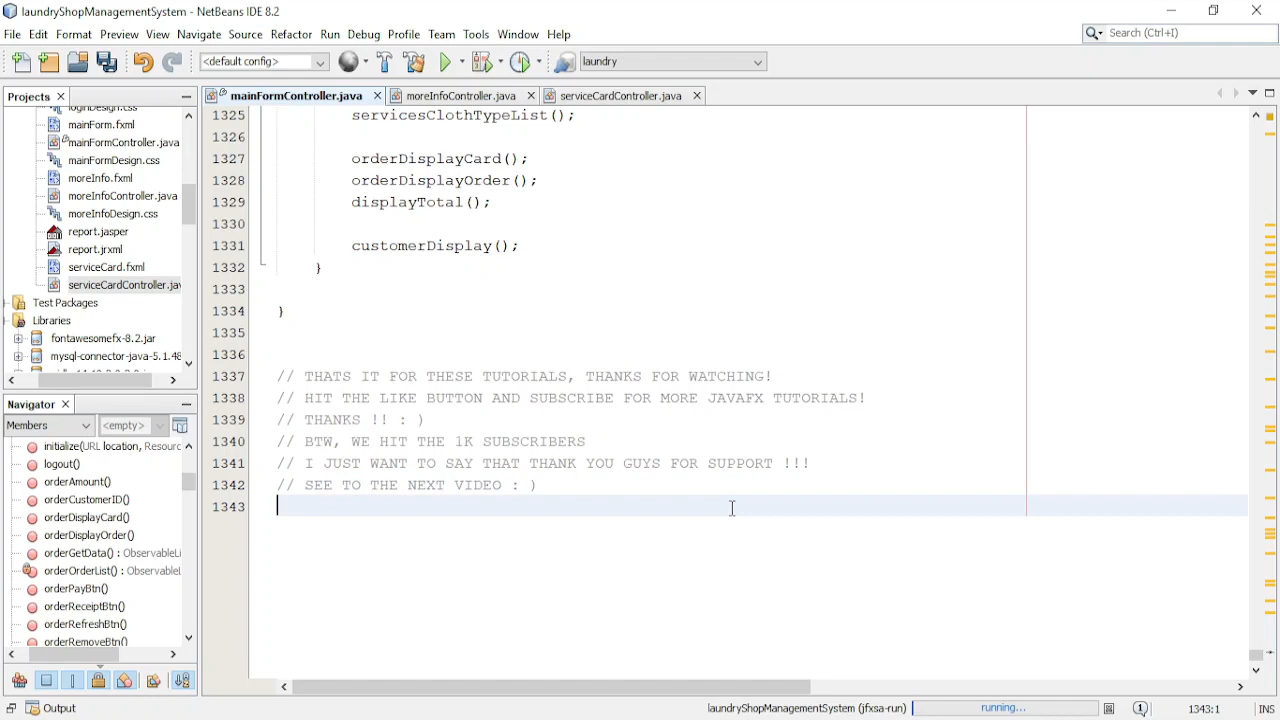 laundryShopManagementSystem - NetBeans IDE 8.2
File Edit Format Preview View Navigate Source Refactor Run Debug Profile Team Tools Window Help
Search (Ctrl+I)
<default config>
laundry
Projects
mainFormController.java
moreInfoController.java
serviceCardController.java
loginDesign.css
mainForm.fxml
mainFormController.java
mainFormDesign.css
moreInfo.fxml
moreInfoController.java
moreInfoDesign.css
report.jasper
report.jrxml
serviceCard.fxml
serviceCardController.jav
Test Packages
Libraries
fontawesomefx-8.2.jar
mysql-connector-java-5.1.48
Navigator
Members
<empty>
initialize(URL location, Resourc
logout()
orderAmount()
orderCustomerID()
orderDisplayCard()
orderDisplayOrder()
orderGetData() : ObservableLi
orderOrderList() : ObservableL
orderPayBtn()
orderReceiptBtn()
orderRefreshBtn()
orderRemoveBtn()
1325 servicesClothTypeList();
1326
1327 orderDisplayCard();
1328 orderDisplayOrder();
1329 displayTotal();
1330
1331 customerDisplay();
1332 }
1333
1334 }
1335
1336
1337 // THATS IT FOR THESE TUTORIALS, THANKS FOR WATCHING!
1338 // HIT THE LIKE BUTTON AND SUBSCRIBE FOR MORE JAVAFX TUTORIALS!
1339 // THANKS !! : )
1340 // BTW, WE HIT THE 1K SUBSCRIBERS
1341 // I JUST WANT TO SAY THAT THANK YOU GUYS FOR SUPPORT !!!
1342 // SEE TO THE NEXT VIDEO : )
1343
Output
laundryShopManagementSystem (jfxsa-run)
running...
1343:1
INS